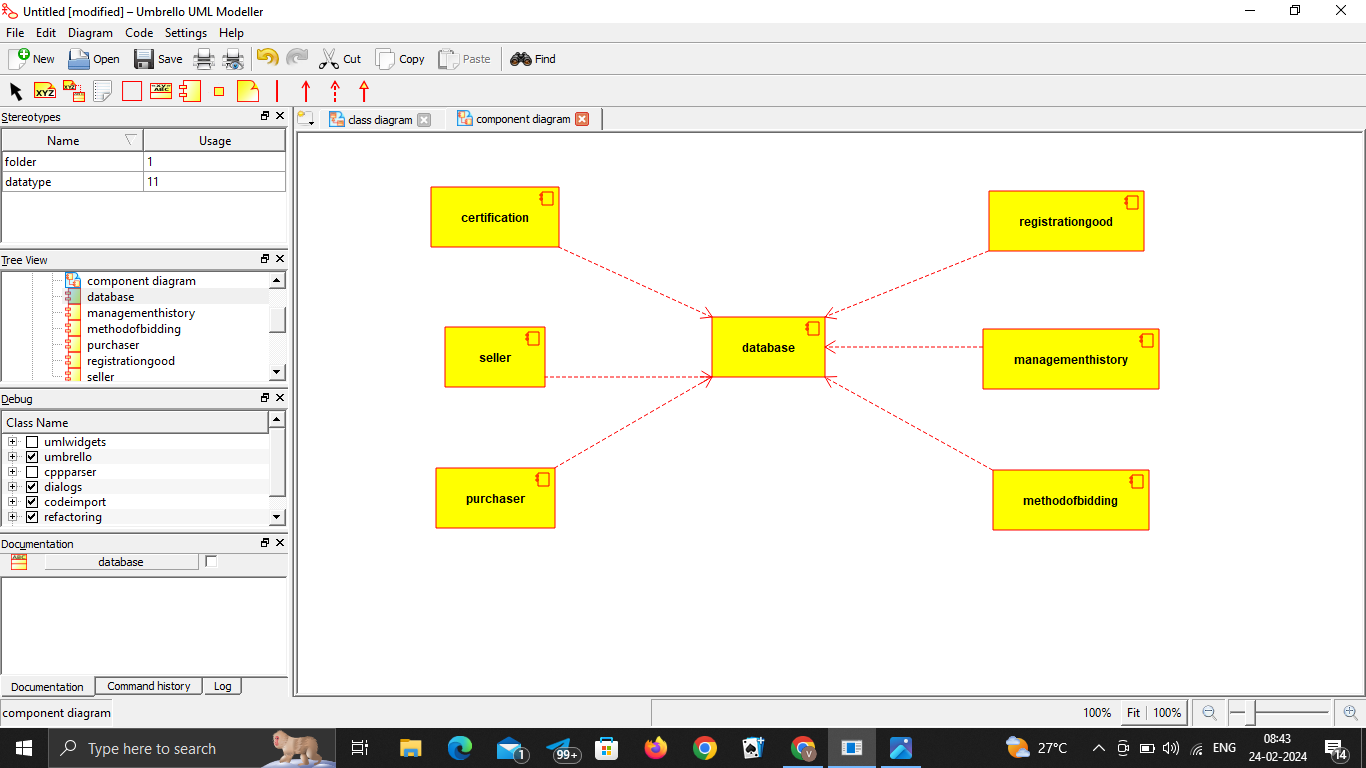 Untitled [modified] – Umbrello UML Modeller
File Edit Diagram Code Settings Help
New Open Save Cut Copy Paste Find
XYZ XYZ ABC
Stereotypes
class diagram component diagram
Name Usage
folder 1
datatype 11
Tree View
component diagram
database
managementhistory
methodofbidding
purchaser
registrationgood
seller
Debug
Class Name
umlwidgets
umbrello
cppparser
dialogs
codeimport
refactoring
Documentation
database
Documentation Command history Log
certification
registrationgood
seller
database
managementhistory
purchaser
methodofbidding
component diagram
100% Fit 100%
Type here to search
1
99+
V
27°C
ENG
08:43
24-02-2024
14